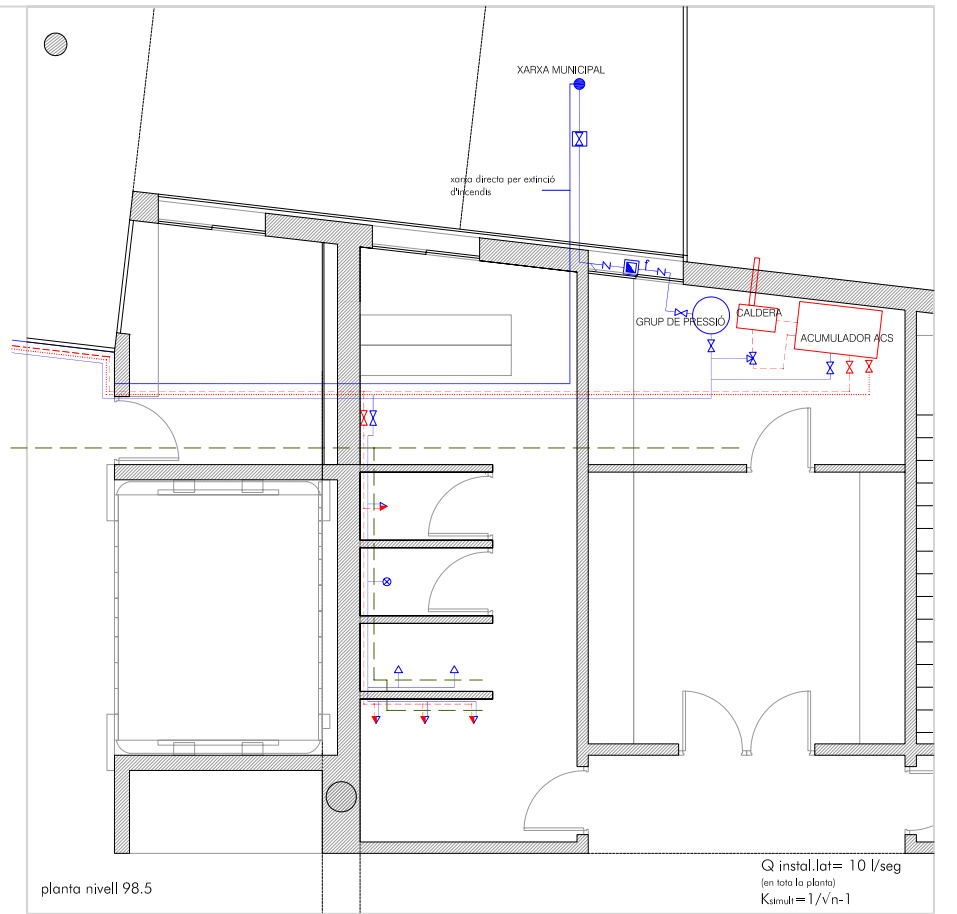 XARXA MUNICIPAL
xarxa directa per extinció
d'incendis
N
f
N
GRUP DE PRESSIÓ
CALDERA
ACUMULADOR ACS
planta nivell 98.5
Q instal.lat= 10 l/seg
(en tota la planta)
Ksimult=1/√n-1